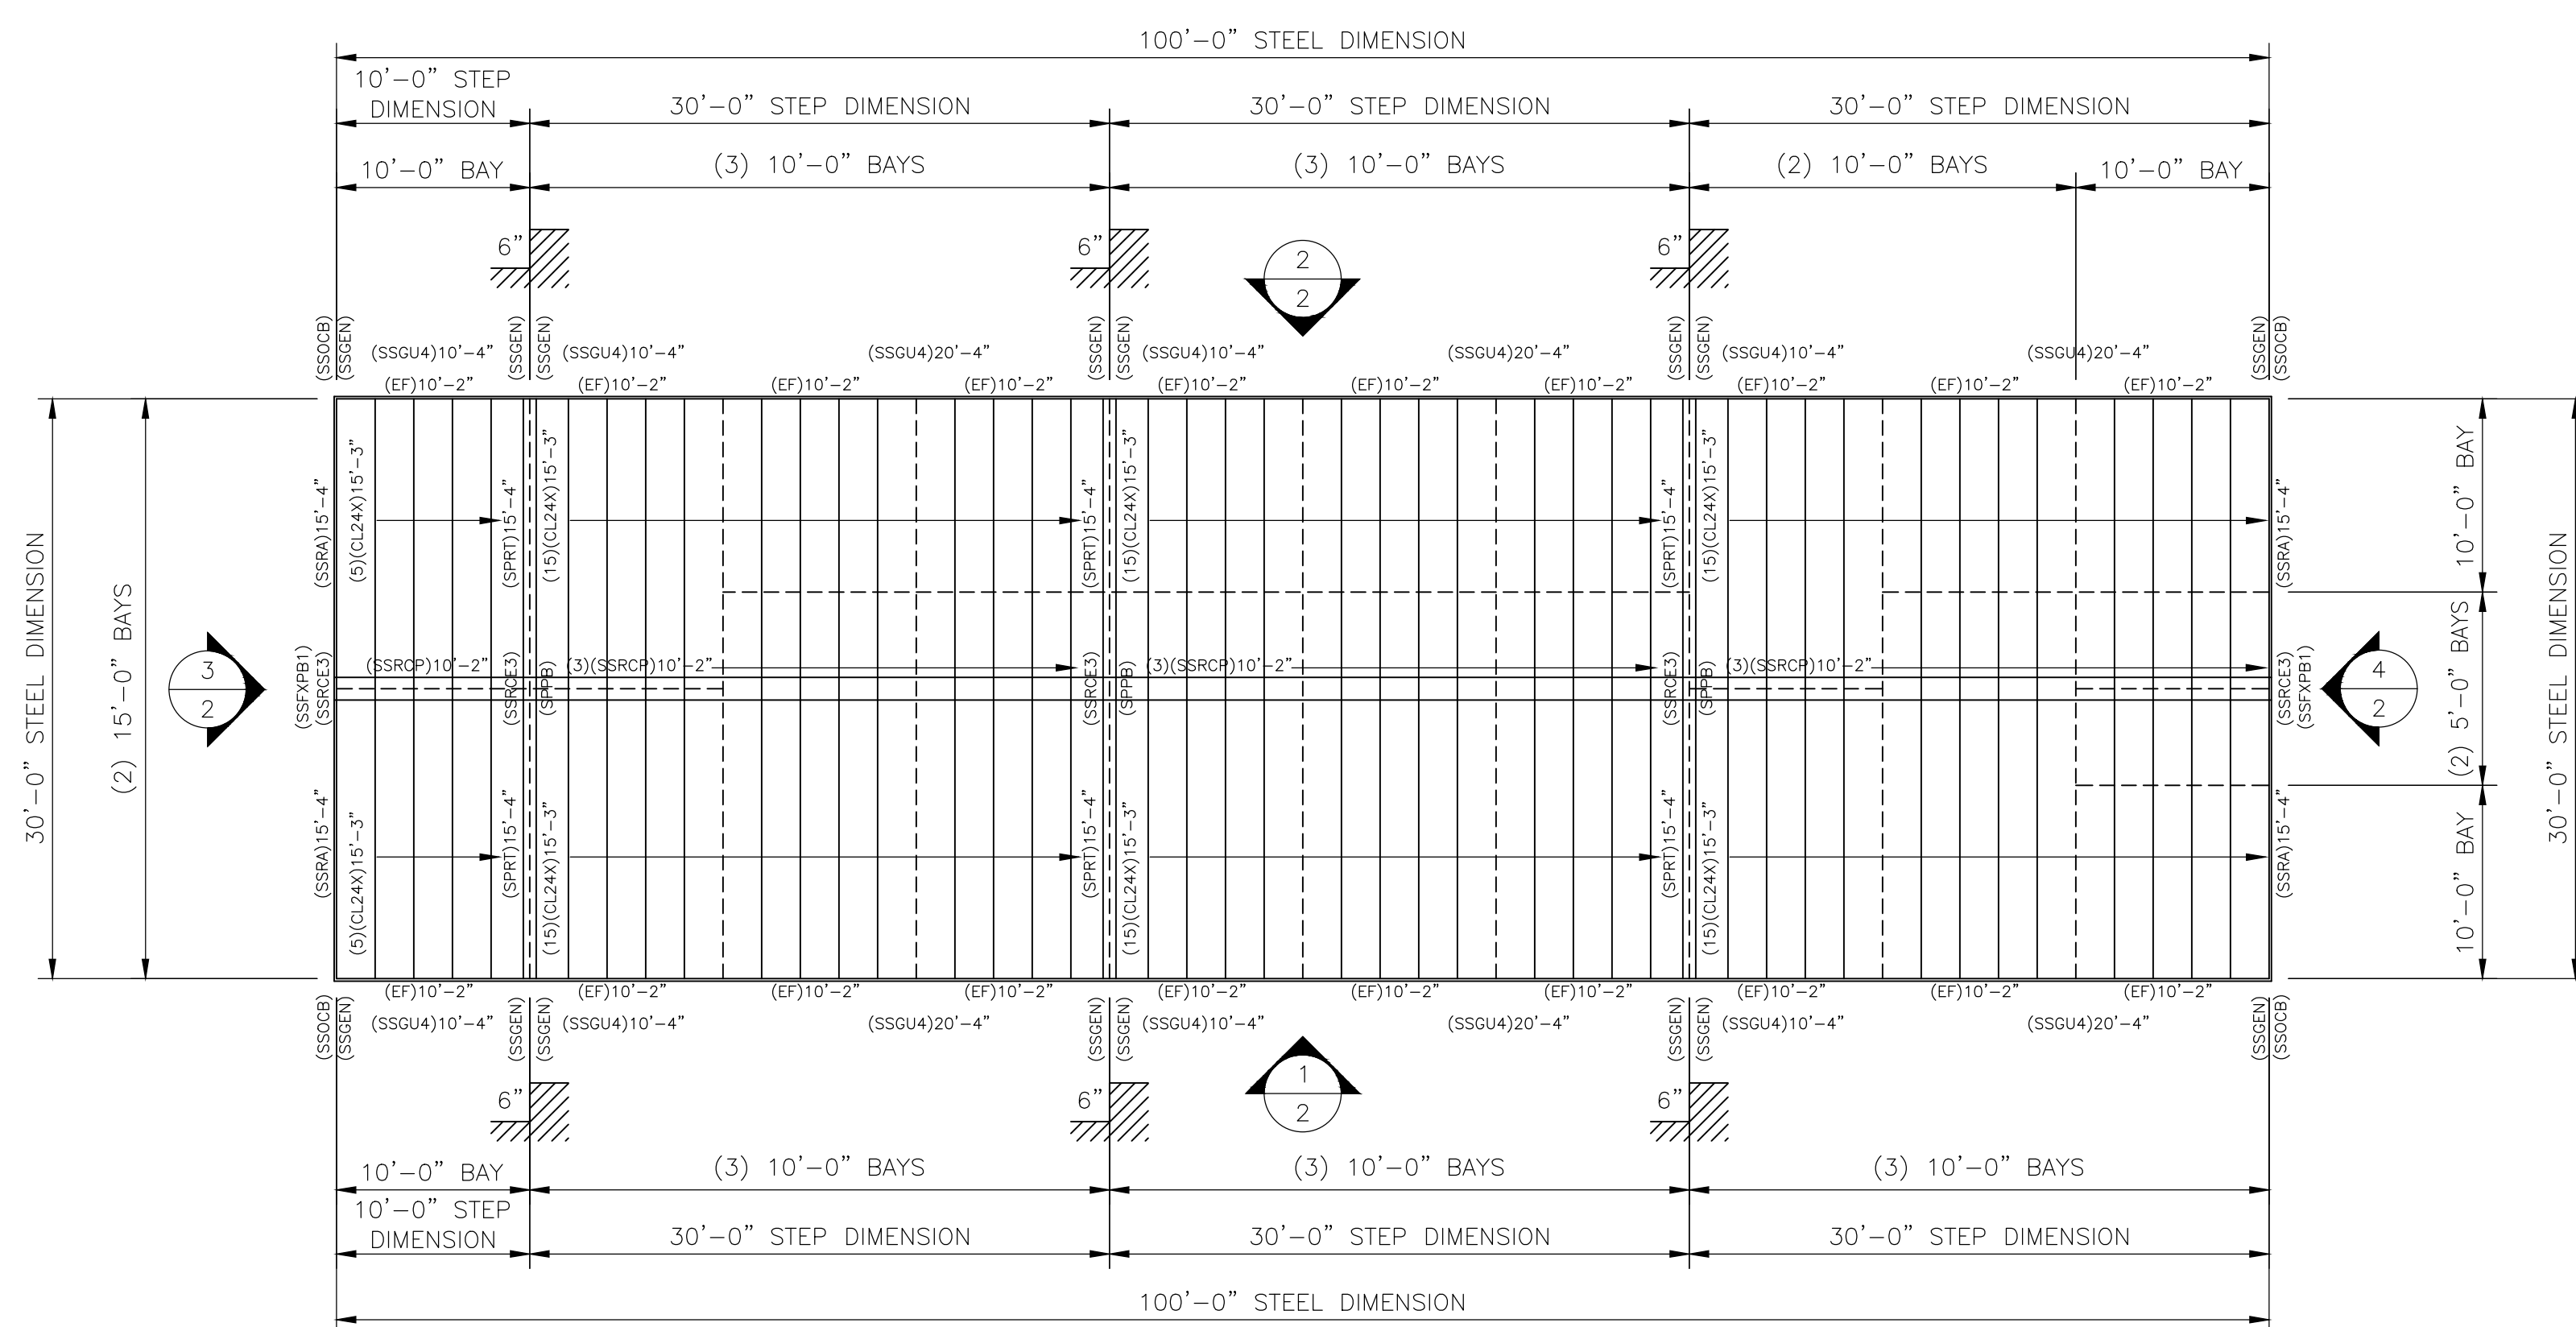 100'-0" STEEL DIMENSION
10'-0" STEP
DIMENSION
30'-0" STEP DIMENSION
30'-0" STEP DIMENSION
30'-0" STEP DIMENSION
10'-0" BAY
(3) 10'-0" BAYS
(3) 10'-0" BAYS
(2) 10'-0" BAYS
10'-0" BAY
6"
6"
6"
2
2
(SSOCB)
(SSGEN)
(SSGU4)10'-4"
(SSGEN)
(SSGEN)
(SSGU4)10'-4"
(SSGU4)20'-4"
(SSGEN)
(SSGEN)
(SSGU4)10'-4"
(SSGU4)20'-4"
(SSGEN)
(SSGEN)
(SSGU4)10'-4"
(SSGU4)20'-4"
(SSGEN)
(SSOCB)
(EF)10'-2"
(EF)10'-2"
(EF)10'-2"
(EF)10'-2"
(EF)10'-2"
(EF)10'-2"
(EF)10'-2"
(EF)10'-2"
(EF)10'-2"
(EF)10'-2"
30'-0" STEEL DIMENSION
(2) 15'-0" BAYS
(SSRA)15'-4"
(5)(CL24X)15'-3"
(SPRT)15'-4"
(15)(CL24X)15'-3"
(SPRT)15'-4"
(15)(CL24X)15'-3"
(SPRT)15'-4"
(15)(CL24X)15'-3"
(SSRA)15'-4"
10'-0" BAY
(2) 5'-0" BAYS
10'-0" BAY
30'-0" STEEL DIMENSION
3
2
(SSFXPB1)
(SSRCE3)
(SSRCP)10'-2"
(SSRCE3)
(SPPB)
(3)(SSRCP)10'-2"
(SSRCE3)
(SPPB)
(3)(SSRCP)10'-2"
(SSRCE3)
(SPPB)
(3)(SSRCP)10'-2"
(SSRCE3)
(SSFXPB1)
4
2
(SSRA)15'-4"
(5)(CL24X)15'-3"
(SPRT)15'-4"
(15)(CL24X)15'-3"
(SPRT)15'-4"
(15)(CL24X)15'-3"
(SPRT)15'-4"
(15)(CL24X)15'-3"
(SSRA)15'-4"
(EF)10'-2"
(EF)10'-2"
(EF)10'-2"
(EF)10'-2"
(EF)10'-2"
(EF)10'-2"
(EF)10'-2"
(EF)10'-2"
(EF)10'-2"
(EF)10'-2"
(SSOCB)
(SSGEN)
(SSGU4)10'-4"
(SSGEN)
(SSGEN)
(SSGU4)10'-4"
(SSGU4)20'-4"
(SSGEN)
(SSGEN)
(SSGU4)10'-4"
(SSGU4)20'-4"
(SSGEN)
(SSGEN)
(SSGU4)10'-4"
(SSGU4)20'-4"
(SSGEN)
(SSOCB)
1
2
6"
6"
6"
10'-0" BAY
(3) 10'-0" BAYS
(3) 10'-0" BAYS
(3) 10'-0" BAYS
10'-0" STEP
DIMENSION
30'-0" STEP DIMENSION
30'-0" STEP DIMENSION
30'-0" STEP DIMENSION
100'-0" STEEL DIMENSION